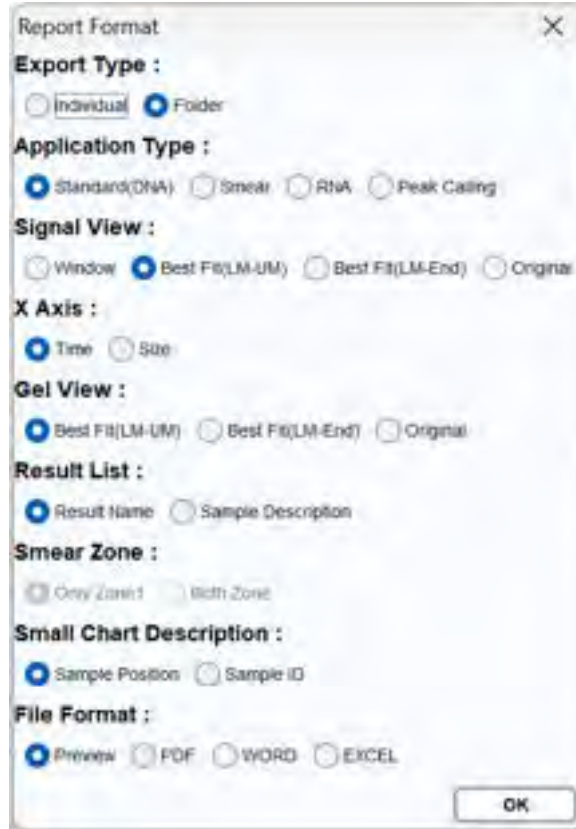 Report Format
Export Type :
Individual Folder
Application Type :
Standard(DNA) Smear RNA Peak Calling
Signal View :
Window Best Fit(LM-UM) Best Fit(LM-End) Original
X Axis :
Time Size
Gel View :
Best Fit(LM-UM) Best Fit(LM-End) Original
Result List :
Result Name Sample Description
Smear Zone :
Only Zone1 Both Zone
Small Chart Description :
Sample Position Sample ID
File Format :
Preview PDF WORD EXCEL
OK